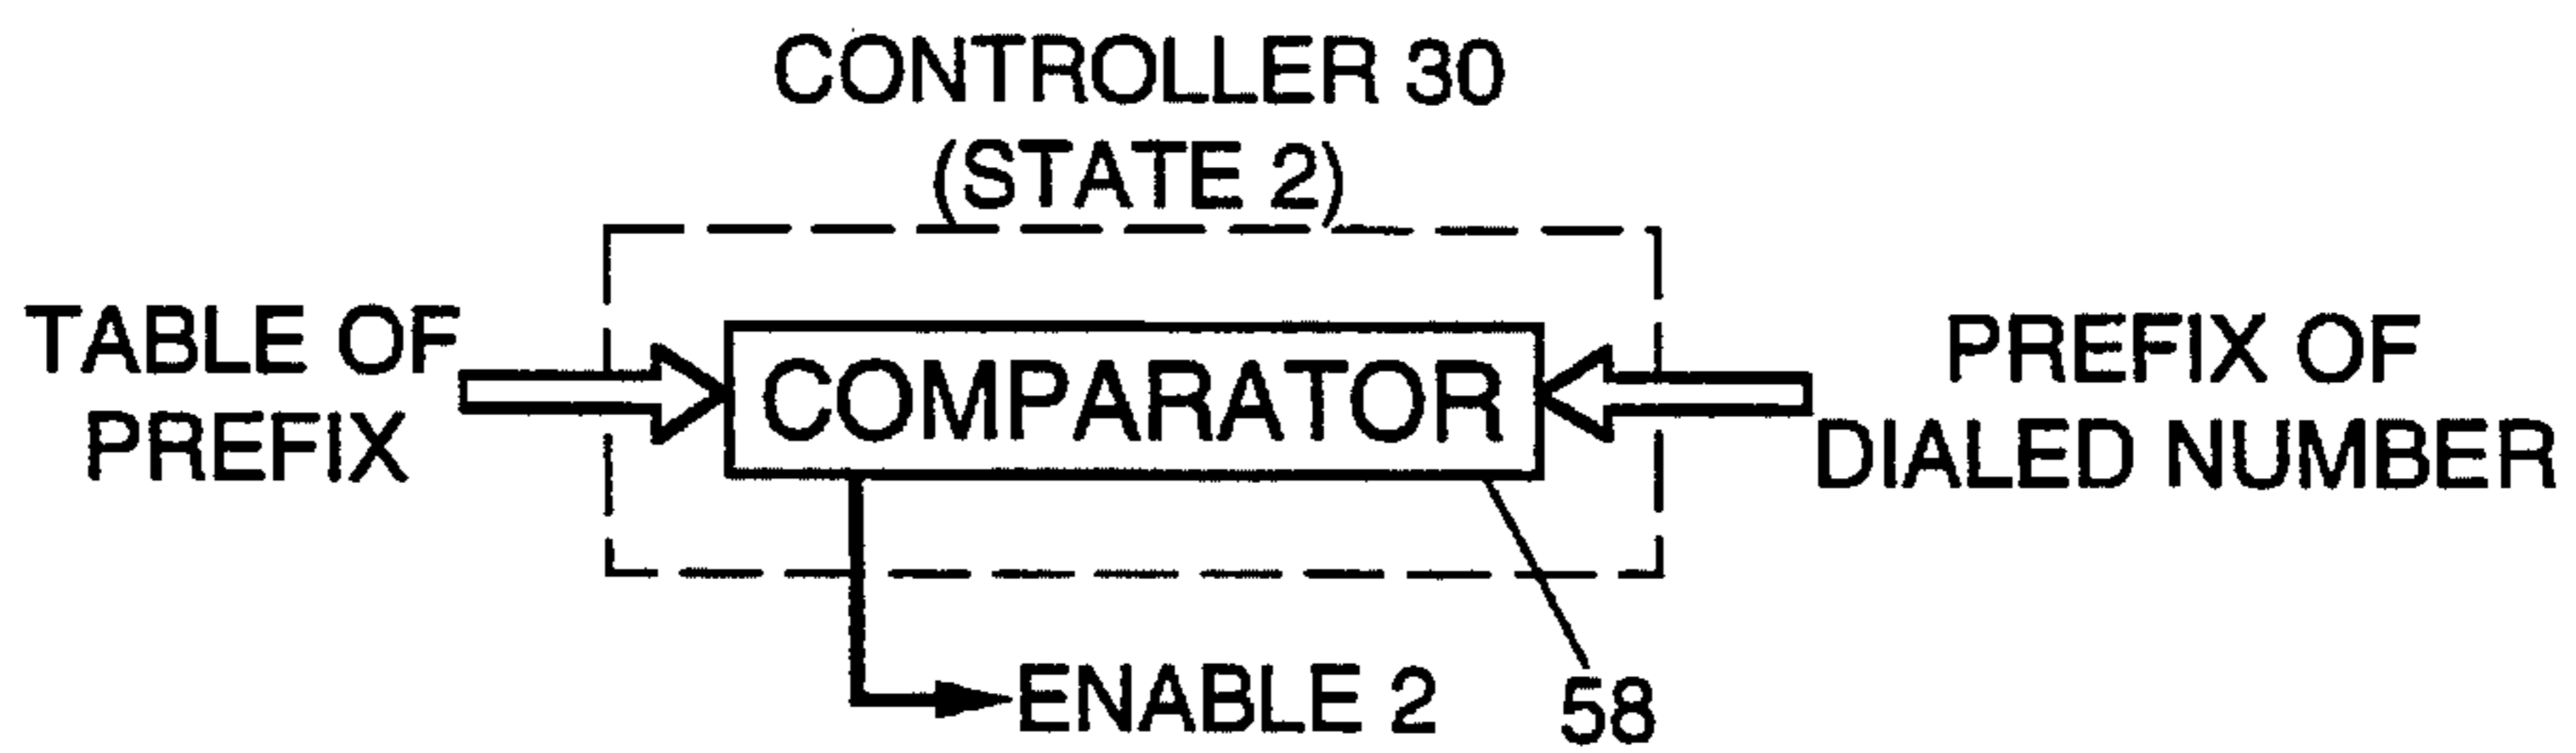 CONTROLLER 30
(STATE 2)
TABLE OF
PREFIX
COMPARATOR
PREFIX OF
DIALED NUMBER
ENABLE 2
58